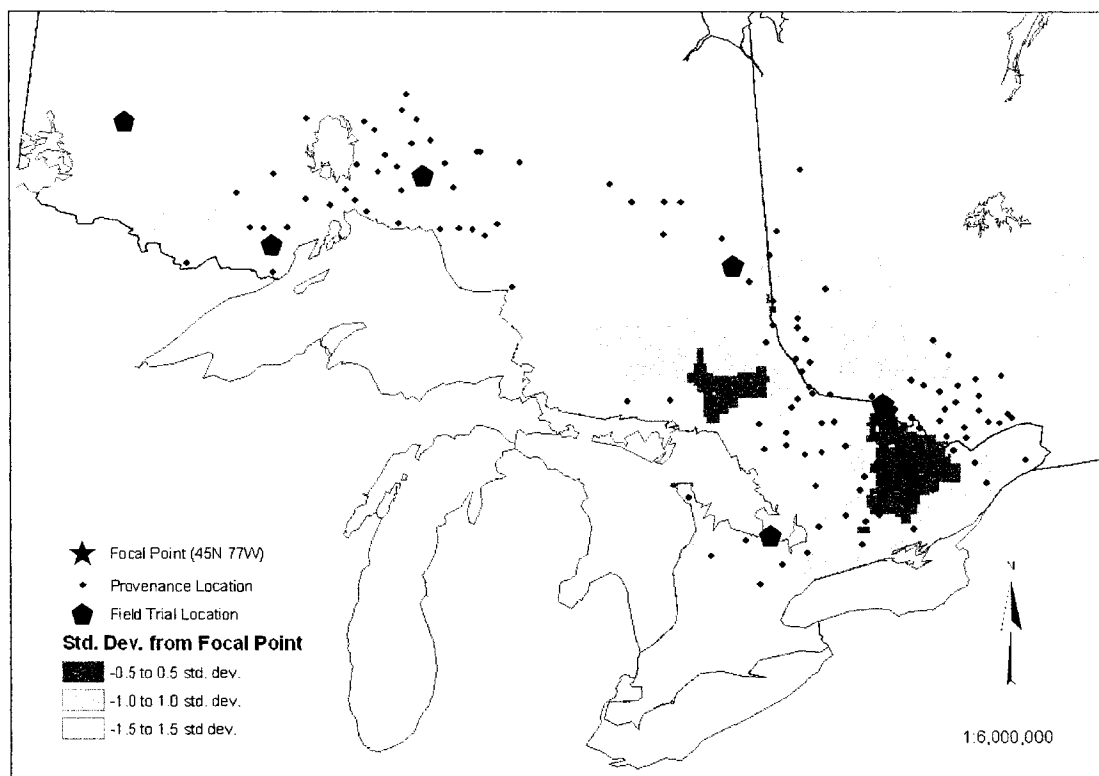 Focal Point (45N 77W)
Provenance Location
Field Trial Location
Std. Dev. from Focal Point
-0.5 to 0.5 std. dev.
-1.0 to 1.0 std. dev.
-1.5 to 1.5 std dev.
N
1:6,000,000